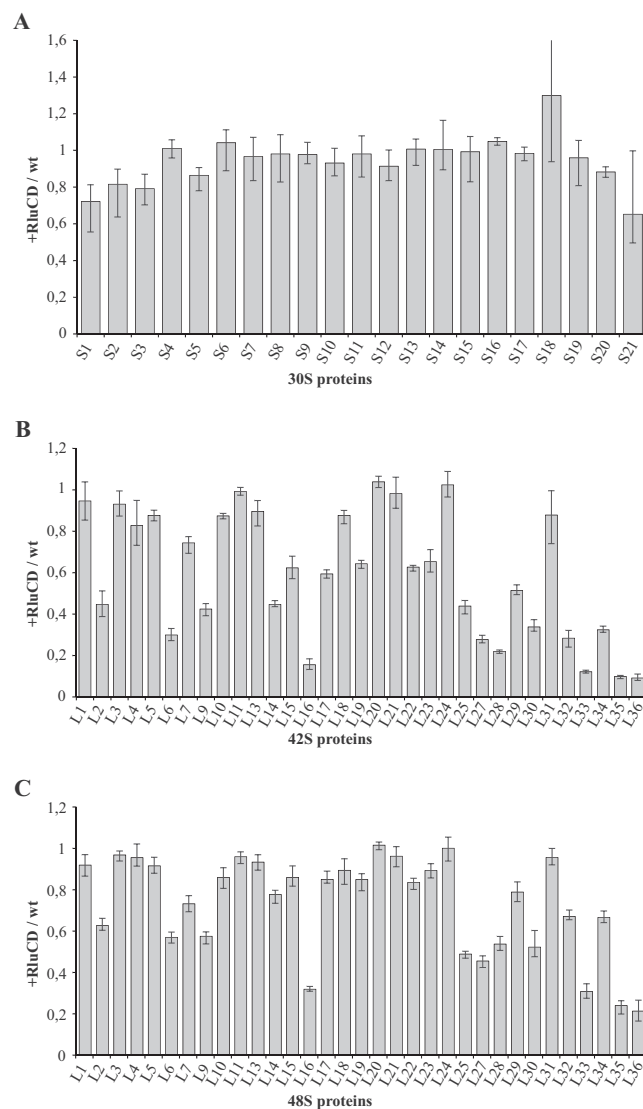 A
1,6
1,4
1,2
1
0,8
0,6
0,4
0,2
0
+RluCD / wt
S1 S2 S3 S4 S5 S6 S7 S8 S9 S10 S11 S12 S13 S14 S15 S16 S17 S18 S19 S20 S21
30S proteins
B
1,2
1
0,8
0,6
0,4
0,2
0
+RluCD / wt
L1 L2 L3 L4 L5 L6 L7 L9 L10 L11 L13 L14 L15 L16 L17 L18 L19 L20 L21 L22 L23 L24 L25 L27 L28 L29 L30 L31 L32 L33 L34 L35 L36
42S proteins
C
1,2
1
0,8
0,6
0,4
0,2
0
+RluCD / wt
L1 L2 L3 L4 L5 L6 L7 L9 L10 L11 L13 L14 L15 L16 L17 L18 L19 L20 L21 L22 L23 L24 L25 L27 L28 L29 L30 L31 L32 L33 L34 L35 L36
48S proteins